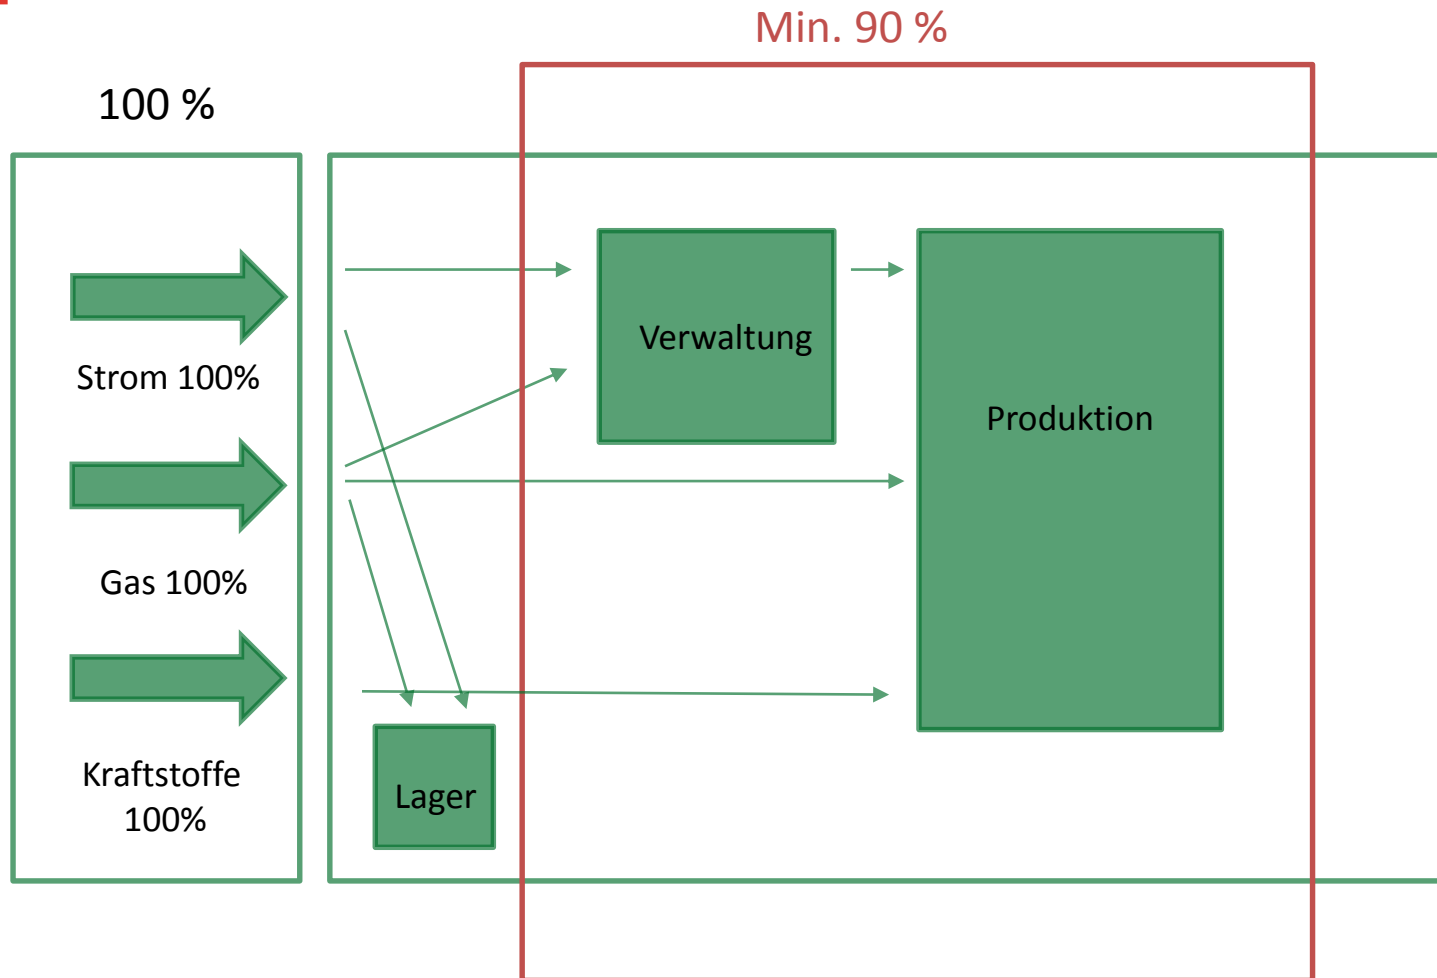 Min. 90 %
100 %
Strom 100%
Gas 100%
Kraftstoffe
100%
Verwaltung
Produktion
Lager